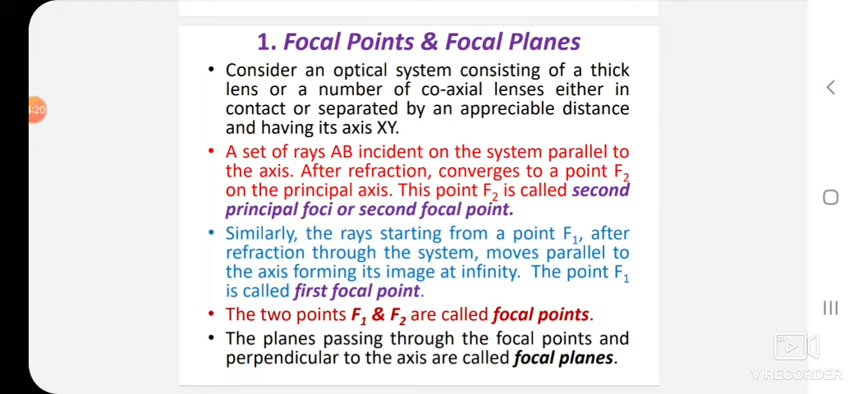 1. Focal Points & Focal Planes
• Consider an optical system consisting of a thick
lens or a number of co-axial lenses either in
contact or separated by an appreciable distance
and having its axis XY.
• A set of rays AB incident on the system parallel to
the axis. After refraction, converges to a point F₂
on the principal axis. This point F₂ is called second
principal foci or second focal point.
• Similarly, the rays starting from a point F₁, after
refraction through the system, moves parallel to
the axis forming its image at infinity. The point F₁
is called first focal point.
• The two points F₁ & F₂ are called focal points.
• The planes passing through the focal points and
perpendicular to the axis are called focal planes.
4:20
V RECORDER